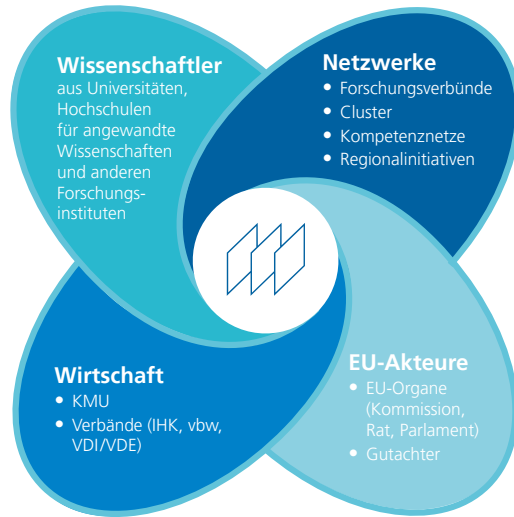 Wissenschaftler
aus Universitäten,
Hochschulen
für angewandte
Wissenschaften
und anderen
Forschungs-
instituten
Netzwerke
• Forschungsverbünde
• Cluster
• Kompetenznetze
• Regionalinitiativen
Wirtschaft
• KMU
• Verbände (IHK, vbw,
VDI/VDE)
EU-Akteure
• EU-Organe
(Kommission,
Rat, Parlament)
• Gutachter